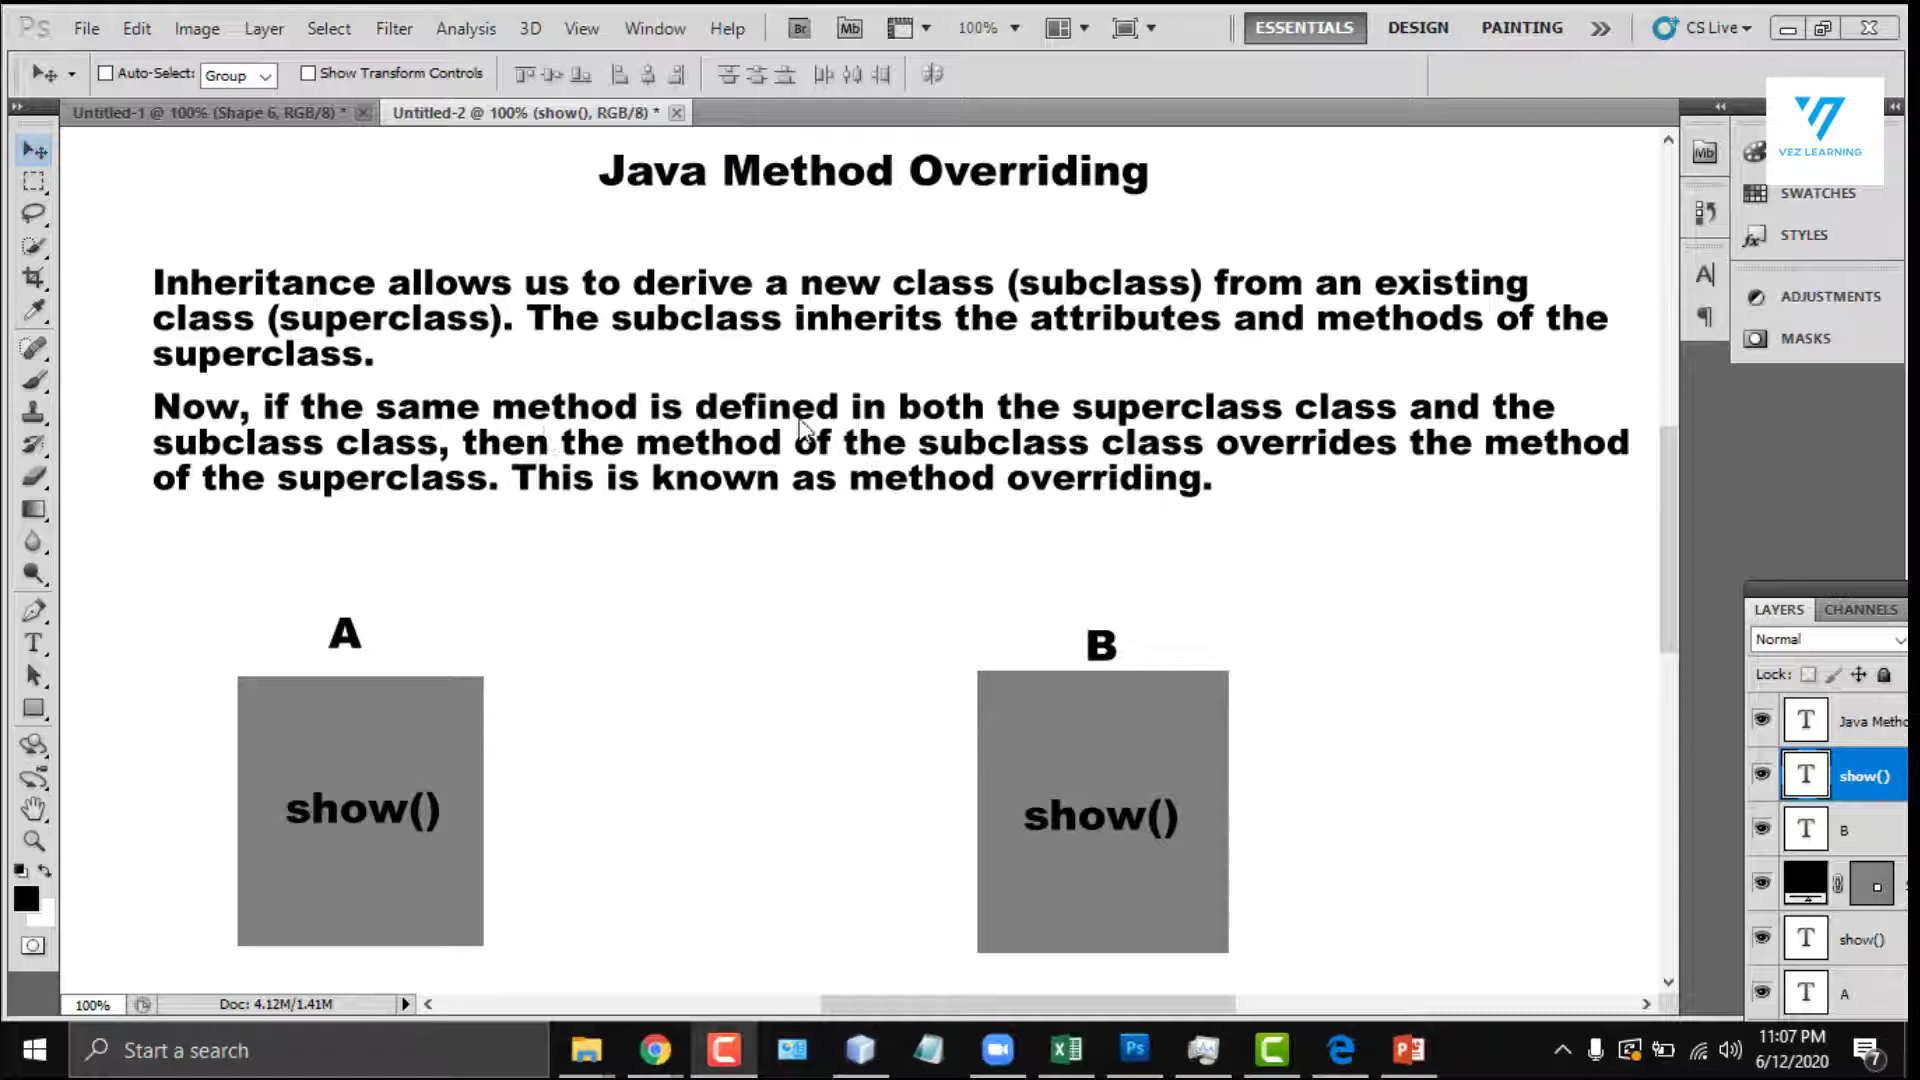 Ps File Edit Image Layer Select Filter Analysis 3D View Window Help Br Mb 100% ESSENTIALS DESIGN PAINTING CS Live
Auto-Select: Group Show Transform Controls
Untitled-1 @ 100% (Shape 6, RGB/8) * Untitled-2 @ 100% (show(), RGB/8) *
VEZ LEARNING
Mb
SWATCHES
STYLES
ADJUSTMENTS
MASKS
Java Method Overriding
Inheritance allows us to derive a new class (subclass) from an existing
class (superclass). The subclass inherits the attributes and methods of the
superclass.
Now, if the same method is defined in both the superclass class and the
subclass class, then the method of the subclass class overrides the method
of the superclass. This is known as method overriding.
A
B
show()
show()
LAYERS CHANNELS
Normal
Lock:
T Java Metho
T show()
T B
T show()
T A
100% Doc: 4.12M/1.41M
Start a search
11:07 PM
6/12/2020
7